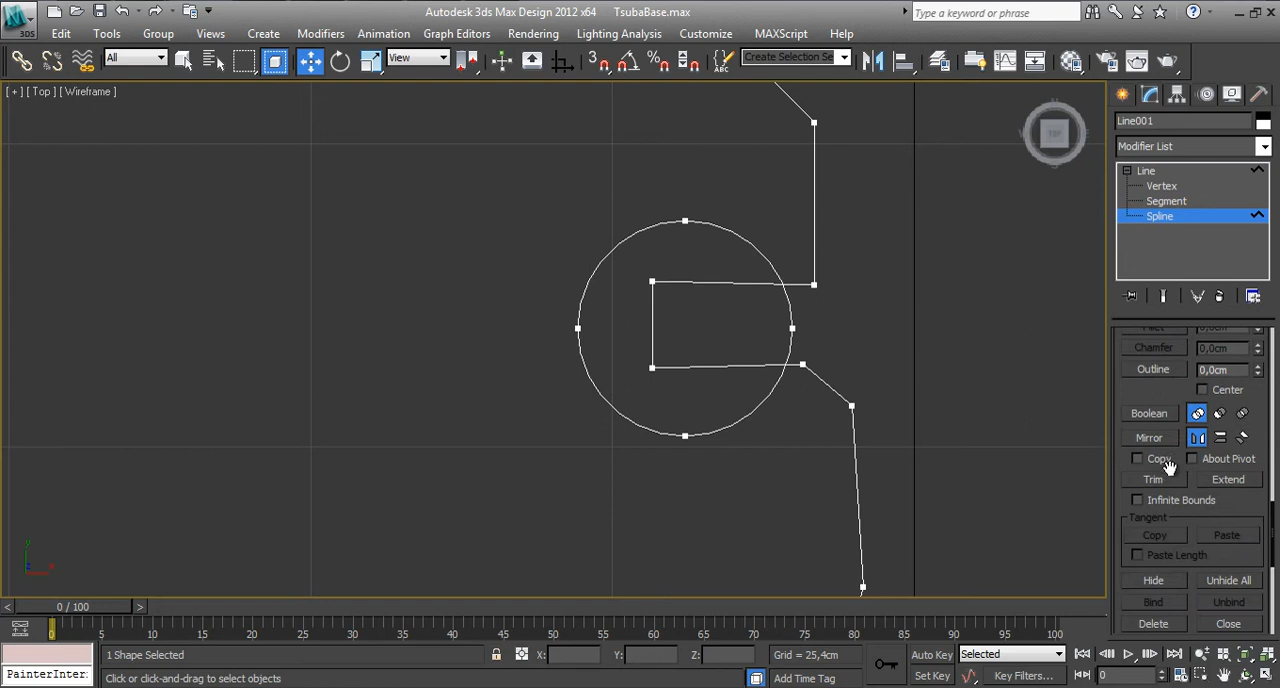 Autodesk 3ds Max Design 2012 x64 TsubaBase.max
Type a keyword or phrase
3DS
Edit Tools Group Views Create Modifiers Animation Graph Editors Rendering Lighting Analysis Customize MAXScript Help
All View Create Selection Se
[ + ] [ Top ] [ Wireframe ]
TOP
Line001
Modifier List
Line
Vertex
Segment
Spline
Chamfer 0,0cm
Outline 0,0cm
Center
Boolean
Mirror
Copy About Pivot
Trim Extend
Infinite Bounds
Tangent
Copy Paste
Paste Length
Hide Unhide All
Bind Unbind
Delete Close
y
x
< 0 / 100 >
0 5 10 15 20 25 30 35 40 45 50 55 60 65 70 75 80 85 90 95 100
1 Shape Selected X: Y: Z: Grid = 25,4cm Auto Key Selected
PainterInter: Click or click-and-drag to select objects Add Time Tag Set Key Key Filters... 0